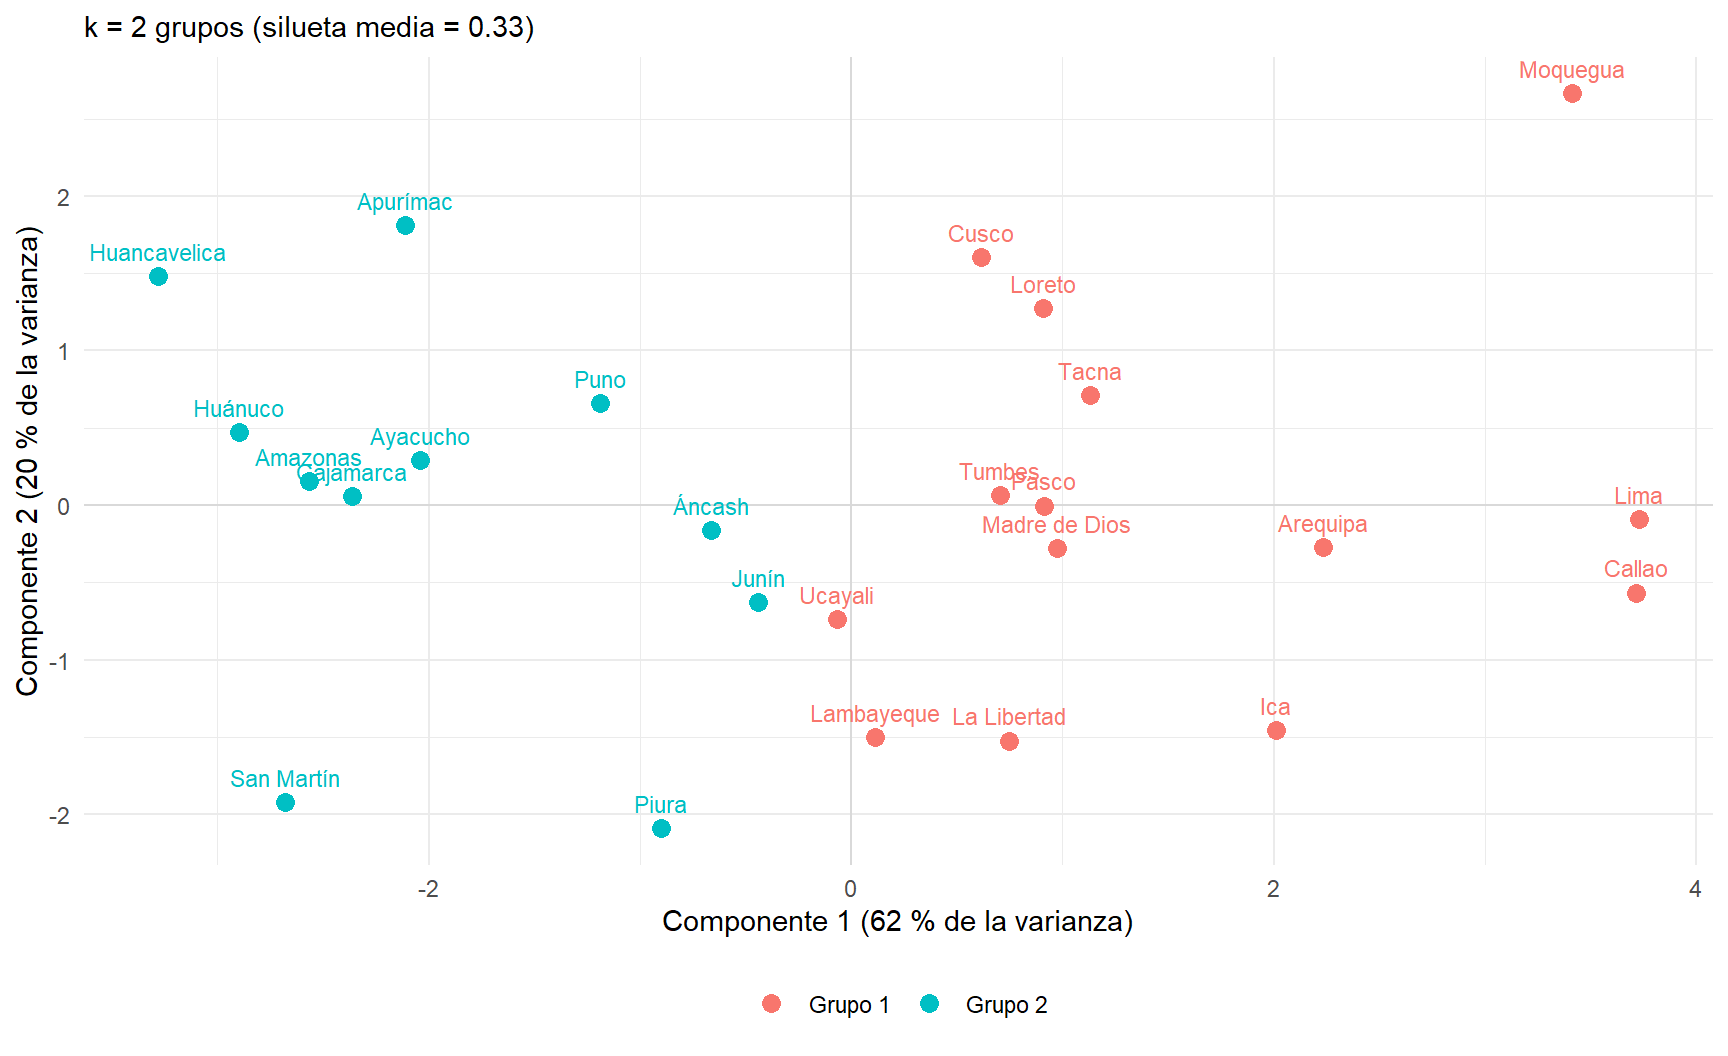 k = 2 grupos (silueta media = 0.33)
Moquegua
Apurímac
Cusco
Huancavelica
Loreto
Tacna
Puno
Huánuco
Ayacucho
Amazonas
Cajamarca
Tumbes
Pasco
Lima
Áncash
Madre de Dios
Arequipa
Callao
Junín
Ucayali
Ica
Lambayeque
La Libertad
San Martín
Piura
2
1
0
-1
-2
Componente 2 (20 % de la varianza)
-2
0
2
4
Componente 1 (62 % de la varianza)
Grupo 1
Grupo 2